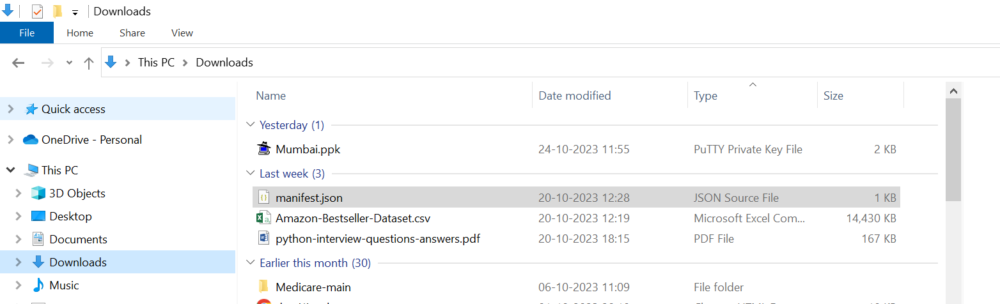 Downloads
File Home Share View
This PC Downloads
Name Date modified Type Size
Quick access
OneDrive - Personal
This PC
3D Objects
Desktop
Documents
Downloads
Music
Yesterday (1)
Mumbai.ppk 24-10-2023 11:55 PuTTY Private Key File 2 KB
Last week (3)
manifest.json 20-10-2023 12:28 JSON Source File 1 KB
Amazon-Bestseller-Dataset.csv 20-10-2023 12:19 Microsoft Excel Com... 14,430 KB
python-interview-questions-answers.pdf 20-10-2023 18:15 PDF File 167 KB
Earlier this month (30)
Medicare-main 06-10-2023 11:09 File folder